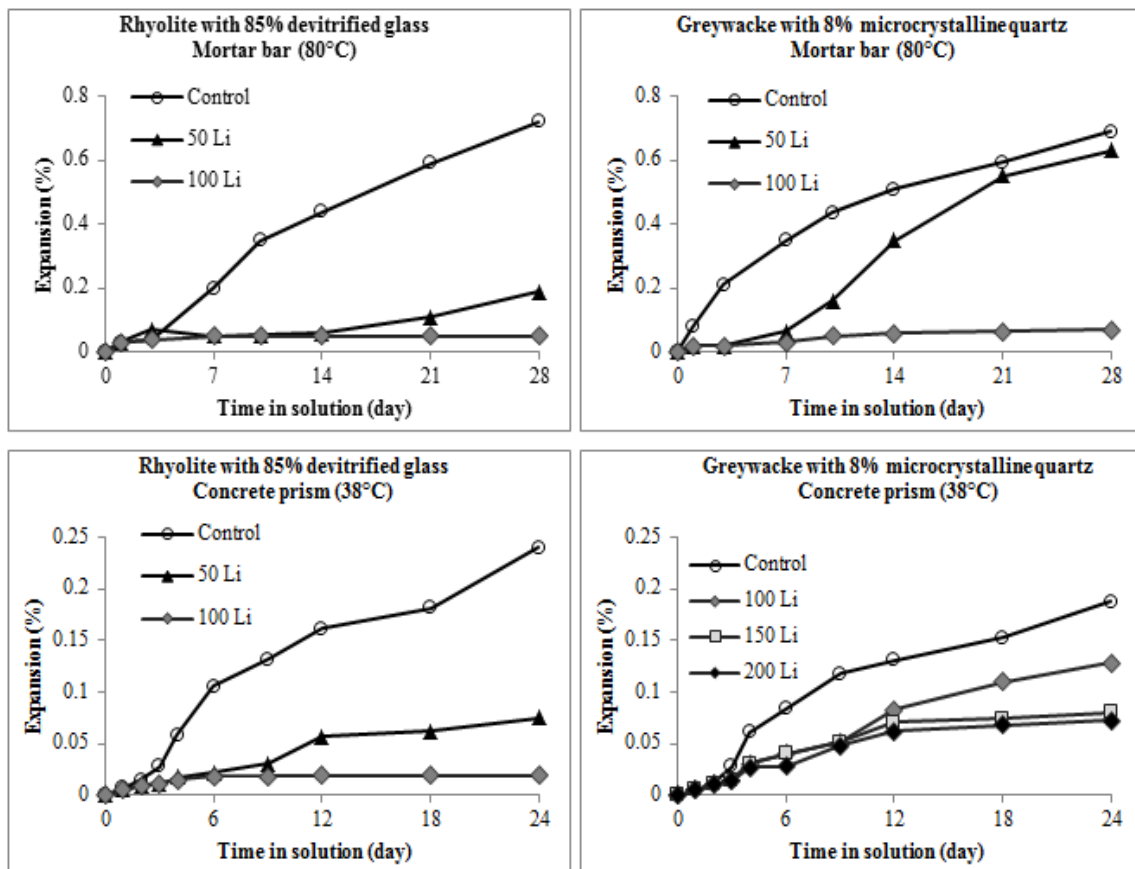 Rhyolite with 85% devitrified glass
Mortar bar (80°C)
0.8
0.6
0.4
0.2
0
Expansion (%)
Control
50 Li
100 Li
0 7 14 21 28
Time in solution (day)
Greywacke with 8% microcrystalline quartz
Mortar bar (80°C)
0.8
0.6
0.4
0.2
0
Expansion (%)
Control
50 Li
100 Li
0 7 14 21 28
Time in solution (day)
Rhyolite with 85% devitrified glass
Concrete prism (38°C)
0.25
0.2
0.15
0.1
0.05
0
Expansion (%)
Control
50 Li
100 Li
0 6 12 18 24
Time in solution (day)
Greywacke with 8% microcrystalline quartz
Concrete prism (38°C)
0.25
0.2
0.15
0.1
0.05
0
Expansion (%)
Control
100 Li
150 Li
200 Li
0 6 12 18 24
Time in solution (day)